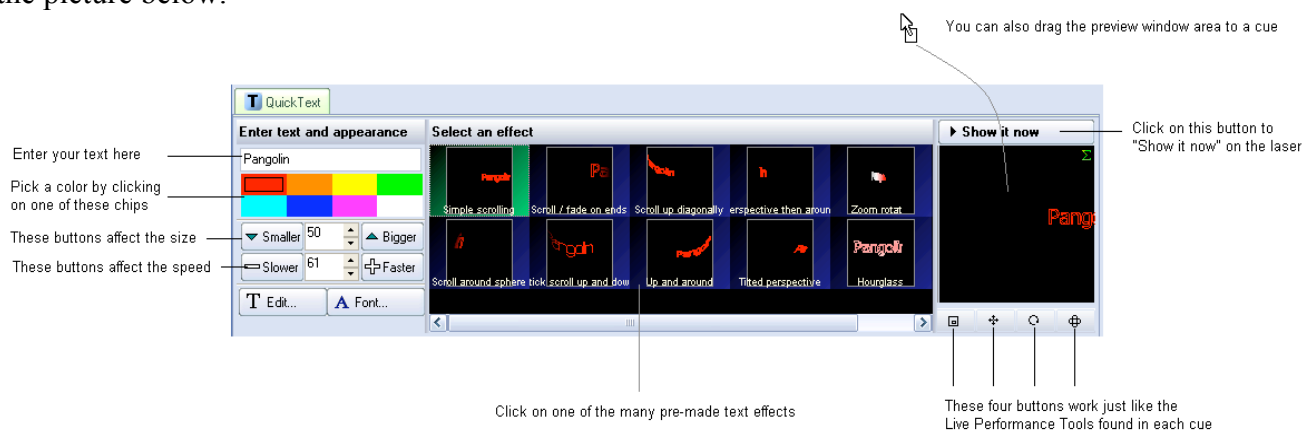 the picture below.
You can also drag the preview window area to a cue
T QuickText
Enter text and appearance
Select an effect
Show it now
Click on this button to
"Show it now" on the laser
Enter your text here
Pangolin
Pick a color by clicking
on one of these chips
These buttons affect the size
Smaller 50 Bigger
These buttons affect the speed
Slower 61 Faster
T Edit...
A Font...
Pangolin
Pa
n
Simple scrolling
Scroll / fade on ends
Scroll up diagonally
erspective then aroun
Zoom rotat
angolin
Pangolin
Pangolin
Scroll around sphere
tick scroll up and dow
Up and around
Tilted perspective
Hourglass
Σ
Pang
Click on one of the many pre-made text effects
These four buttons work just like the
Live Performance Tools found in each cue